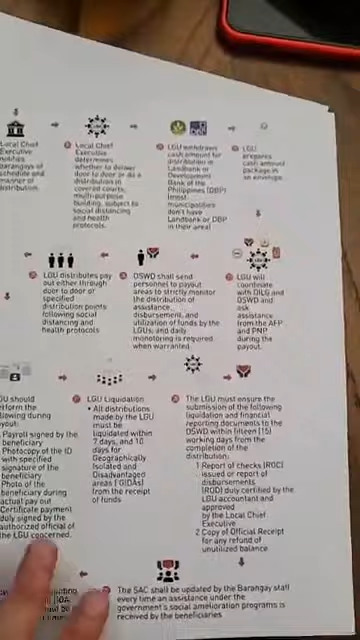 Local Chief
Executive
notifies
barangays of
schedule and
manner of
distribution.
Local Chief
Executive
determines
whether to deliver
door to door or do a
distribution in
covered courts,
multi-purpose
building, subject to
social distancing
and health
protocols.
LGU withdraws
cash amount for
distribution in
Landbank or
Development
Bank of the
Philippines (DBP)
(most
municipalities
don't have
Landbank or DBP
in their area)
LGU
prepares
cash amount
package in
an envelope.
LGU distributes pay
out either through
door to door or
specified
distribution points
following social
distancing and
health protocols
DSWD shall send
personnel to payout
areas to strictly monitor
the distribution of
assistance,
disbursement, and
utilization of funds by the
LGUs, and daily
monitoring is required
when warranted.
LGU will
coordinate
with DILG and
DSWD and
ask
assistance
from the AFP
and PNP
during the
payout.
LGU should
perform the
following during
payout:
Payroll signed by the
beneficiary
Photocopy of the ID
with specified
signature of the
beneficiary
Photo of the
beneficiary during
actual pay out
Certificate payment
duly signed by the
authorized official of
the LGU concerned.
LGU Liquidation
• All distributions
made by the LGU
must be
liquidated within
7 days, and 10
days for
Geographically
Isolated and
Disadvantaged
areas (GIDAs)
from the receipt
of funds
The LGU must ensure the
submission of the following
liquidation and financial
reporting documents to the
DSWD within fifteen (15)
working days from the
completion of the
distribution:
1 Report of checks (ROC)
issued or report of
disbursements
(ROD) duly certified by the
LGU accountant and
approved
by the Local Chief
Executive
2 Copy of Official Receipt
for any refund of
unutilized balance
The SAC shall be updated by the Barangay staff
every time an assistance under the
government's social amelioration programs is
received by the beneficiaries